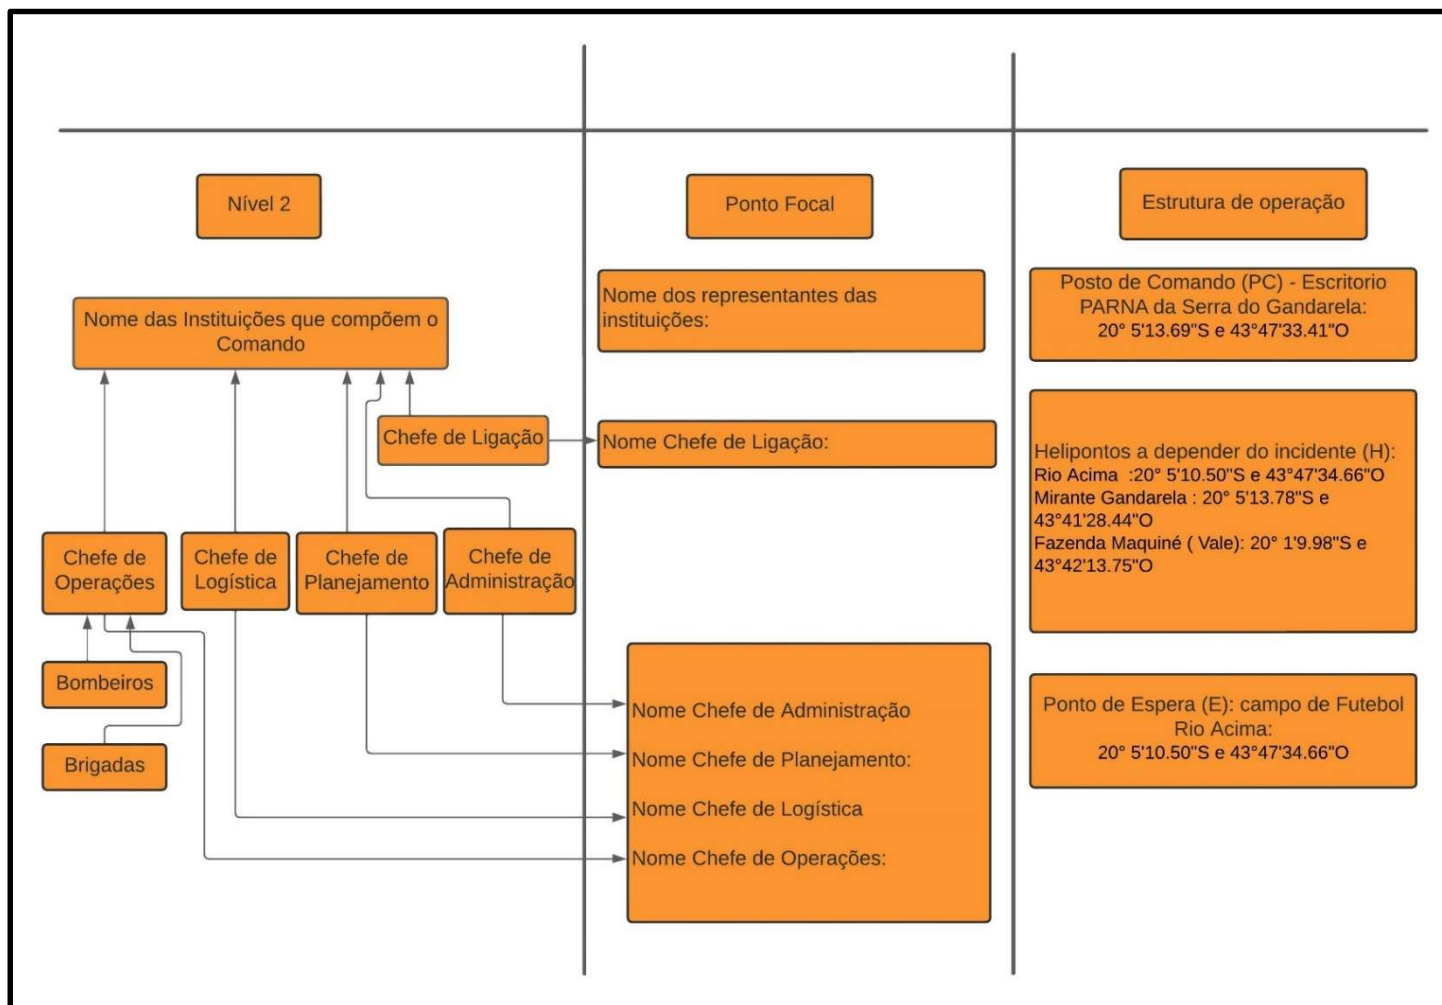 Nível 2
Nome das Instituições que compõem o
Comando
Chefe de Ligação
Chefe de
Operações
Chefe de
Logística
Chefe de
Planejamento
Chefe de
Administração
Bombeiros
Brigadas
Ponto Focal
Nome dos representantes das
instituições:
Nome Chefe de Ligação:
Nome Chefe de Administração
Nome Chefe de Planejamento:
Nome Chefe de Logística
Nome Chefe de Operações:
Estrutura de operação
Posto de Comando (PC) - Escritorio
PARNA da Serra do Gandarela:
20° 5'13.69"S e 43°47'33.41"O
Helipontos a depender do incidente (H):
Rio Acima :20° 5'10.50"S e 43°47'34.66"O
Mirante Gandarela : 20° 5'13.78"S e
43°41'28.44"O
Fazenda Maquiné ( Vale): 20° 1'9.98"S e
43°42'13.75"O
Ponto de Espera (E): campo de Futebol
Rio Acima:
20° 5'10.50"S e 43°47'34.66"O